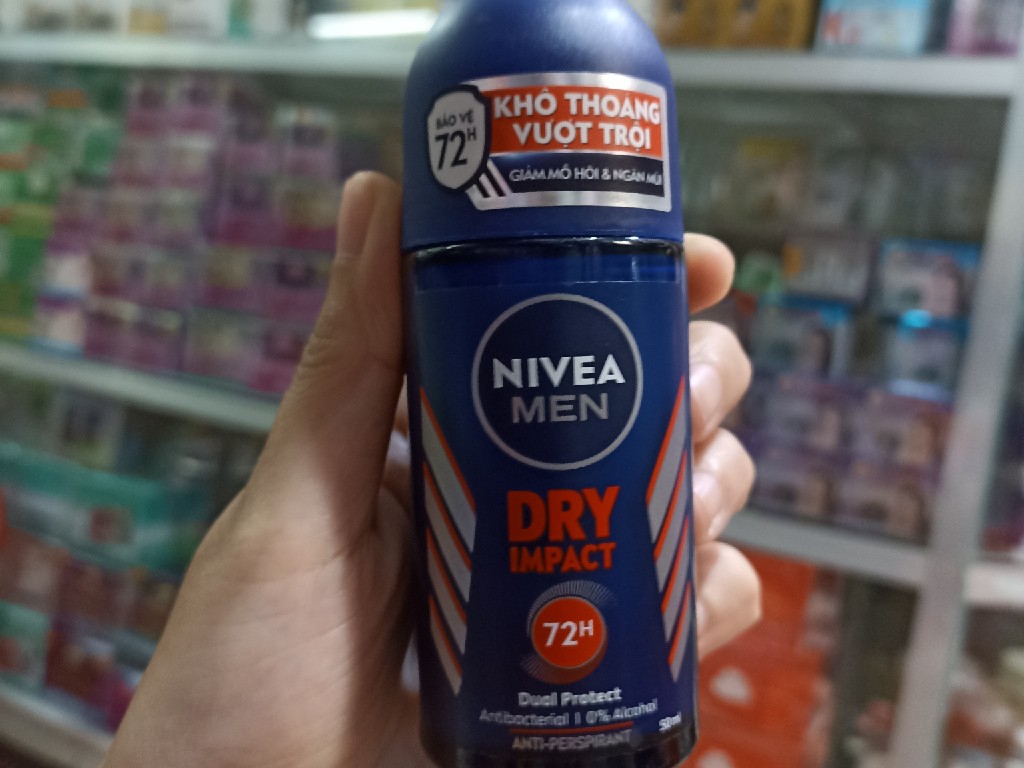 BẢO VỆ
72H
KHÔ THOÁNG
VƯỢT TRỘI
GIẢM MỒ HÔI & NGĂN MÙI
NIVEA
MEN
DRY
IMPACT
72H
Dual Protect
Antibacterial | 0% Alcohol
50ml
ANTI-PERSPIRANT